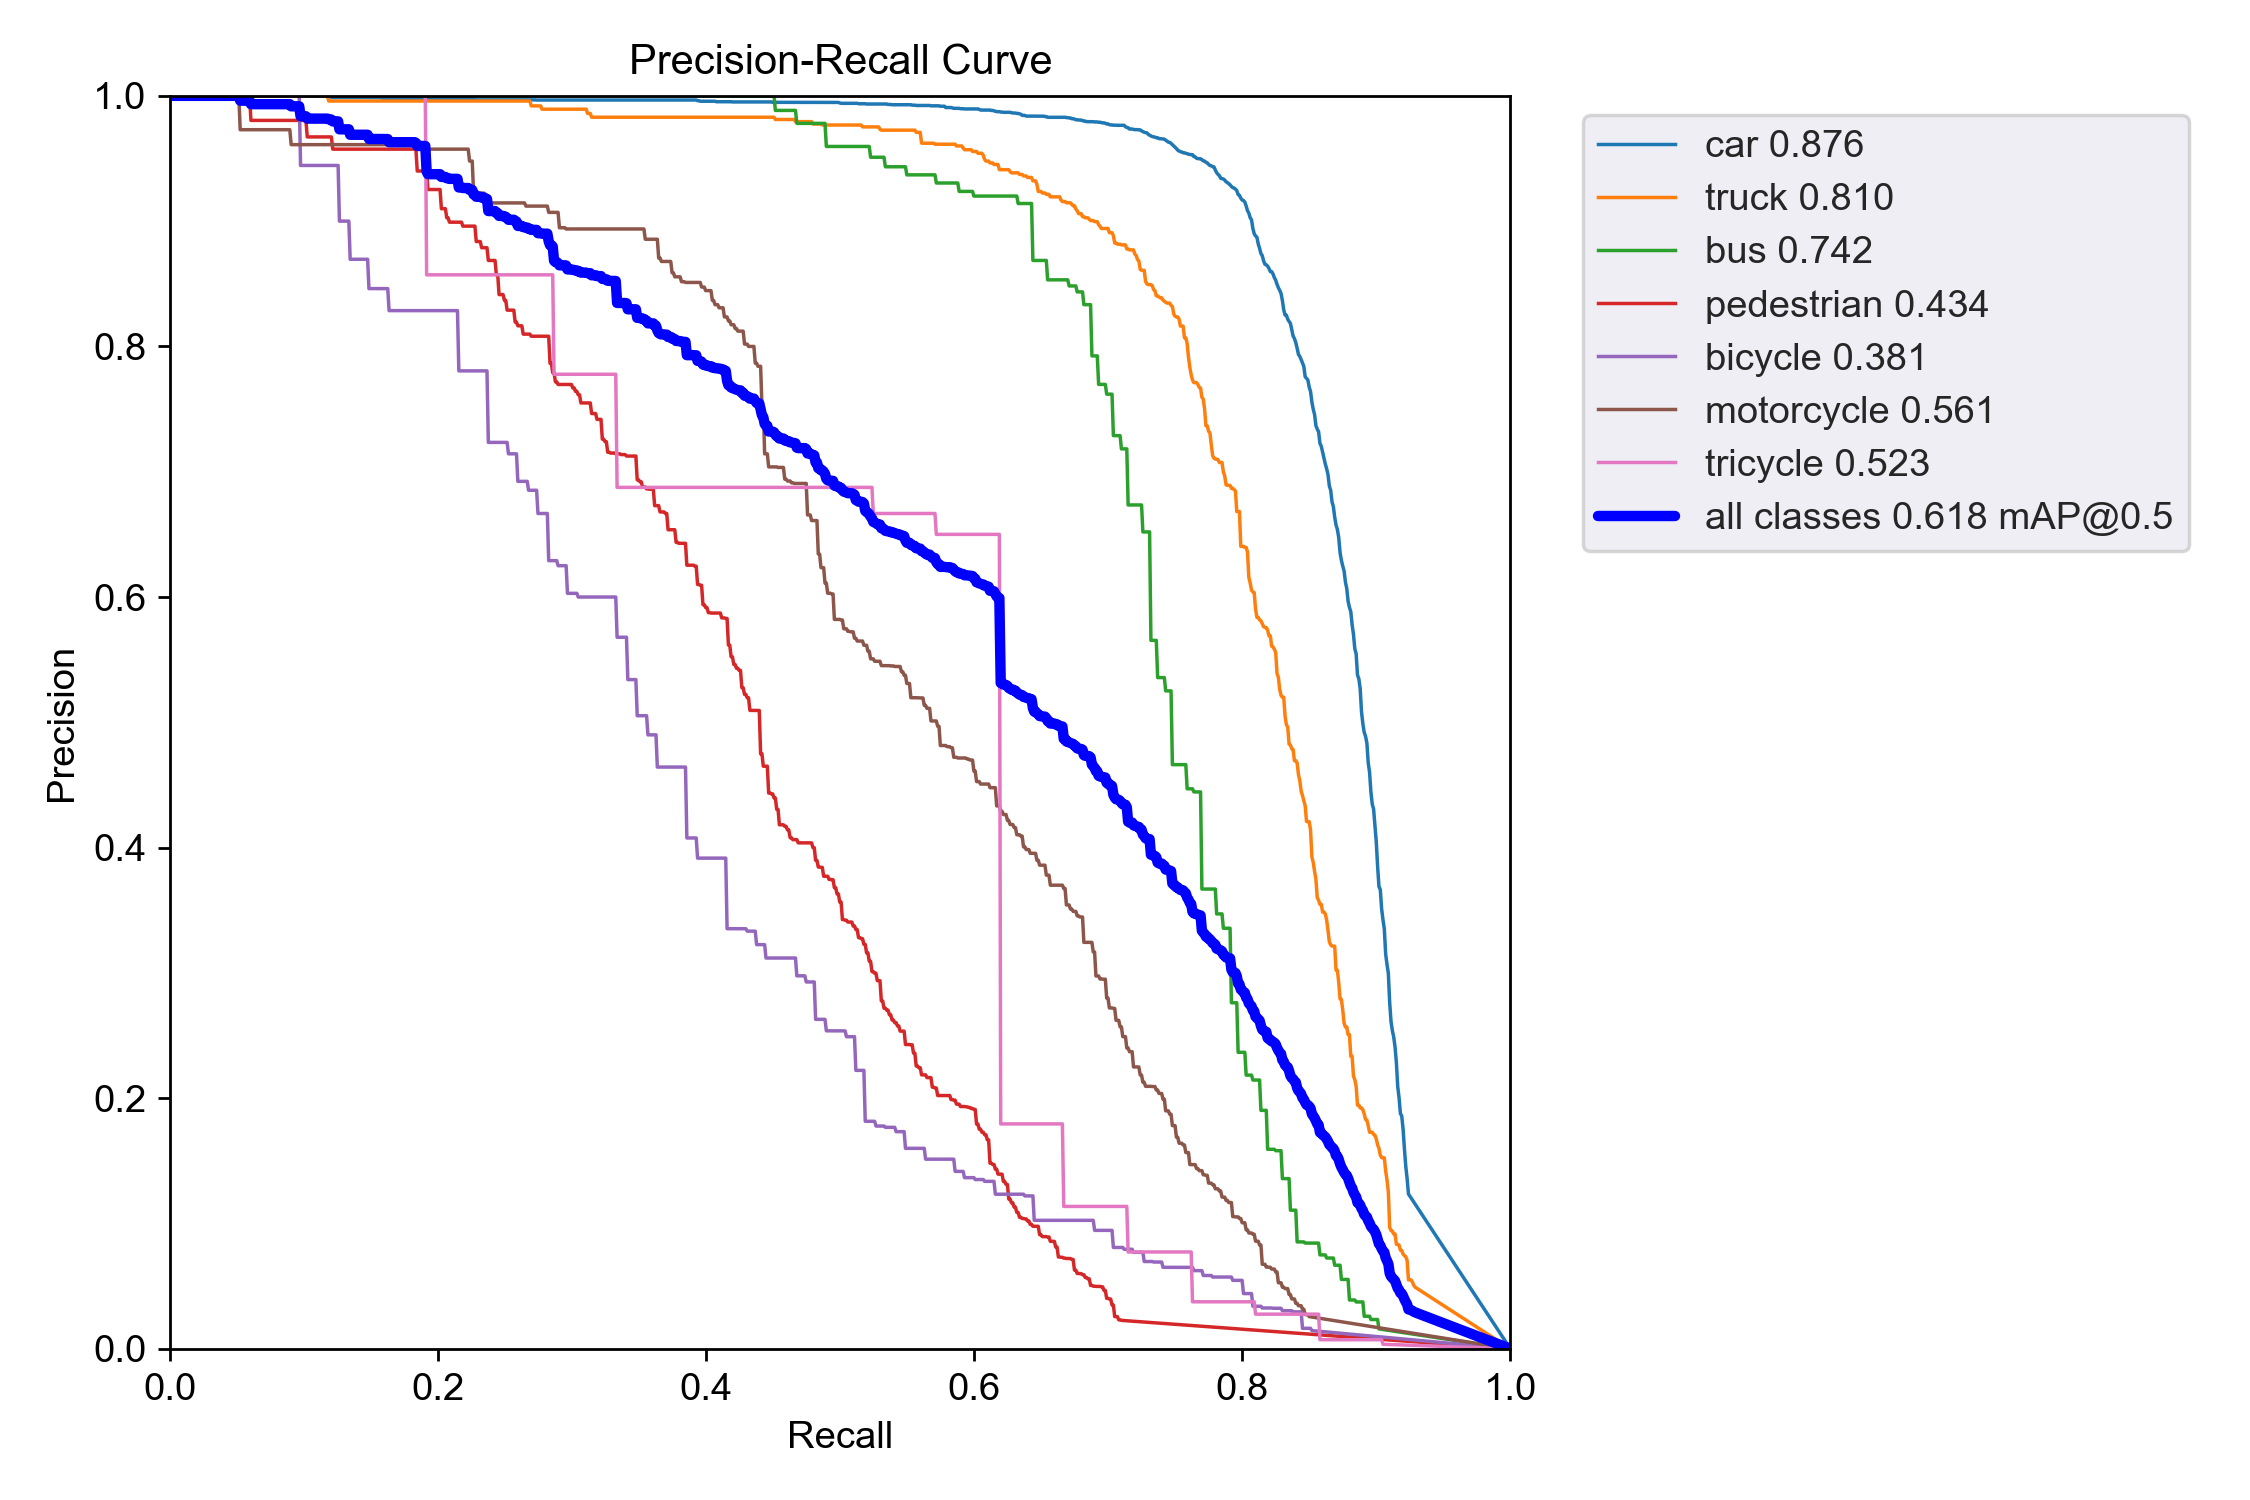 Precision-Recall Curve
1.0
0.8
0.6
0.4
0.2
0.0
Precision
0.0 0.2 0.4 0.6 0.8 1.0
Recall
car 0.876
truck 0.810
bus 0.742
pedestrian 0.434
bicycle 0.381
motorcycle 0.561
tricycle 0.523
all classes 0.618 mAP@0.5